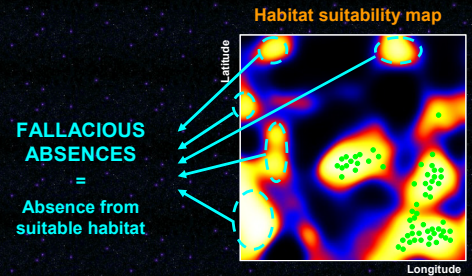 Habitat suitability map
Latitude
FALLACIOUS
ABSENCES
=
Absence from
suitable habitat
Longitude